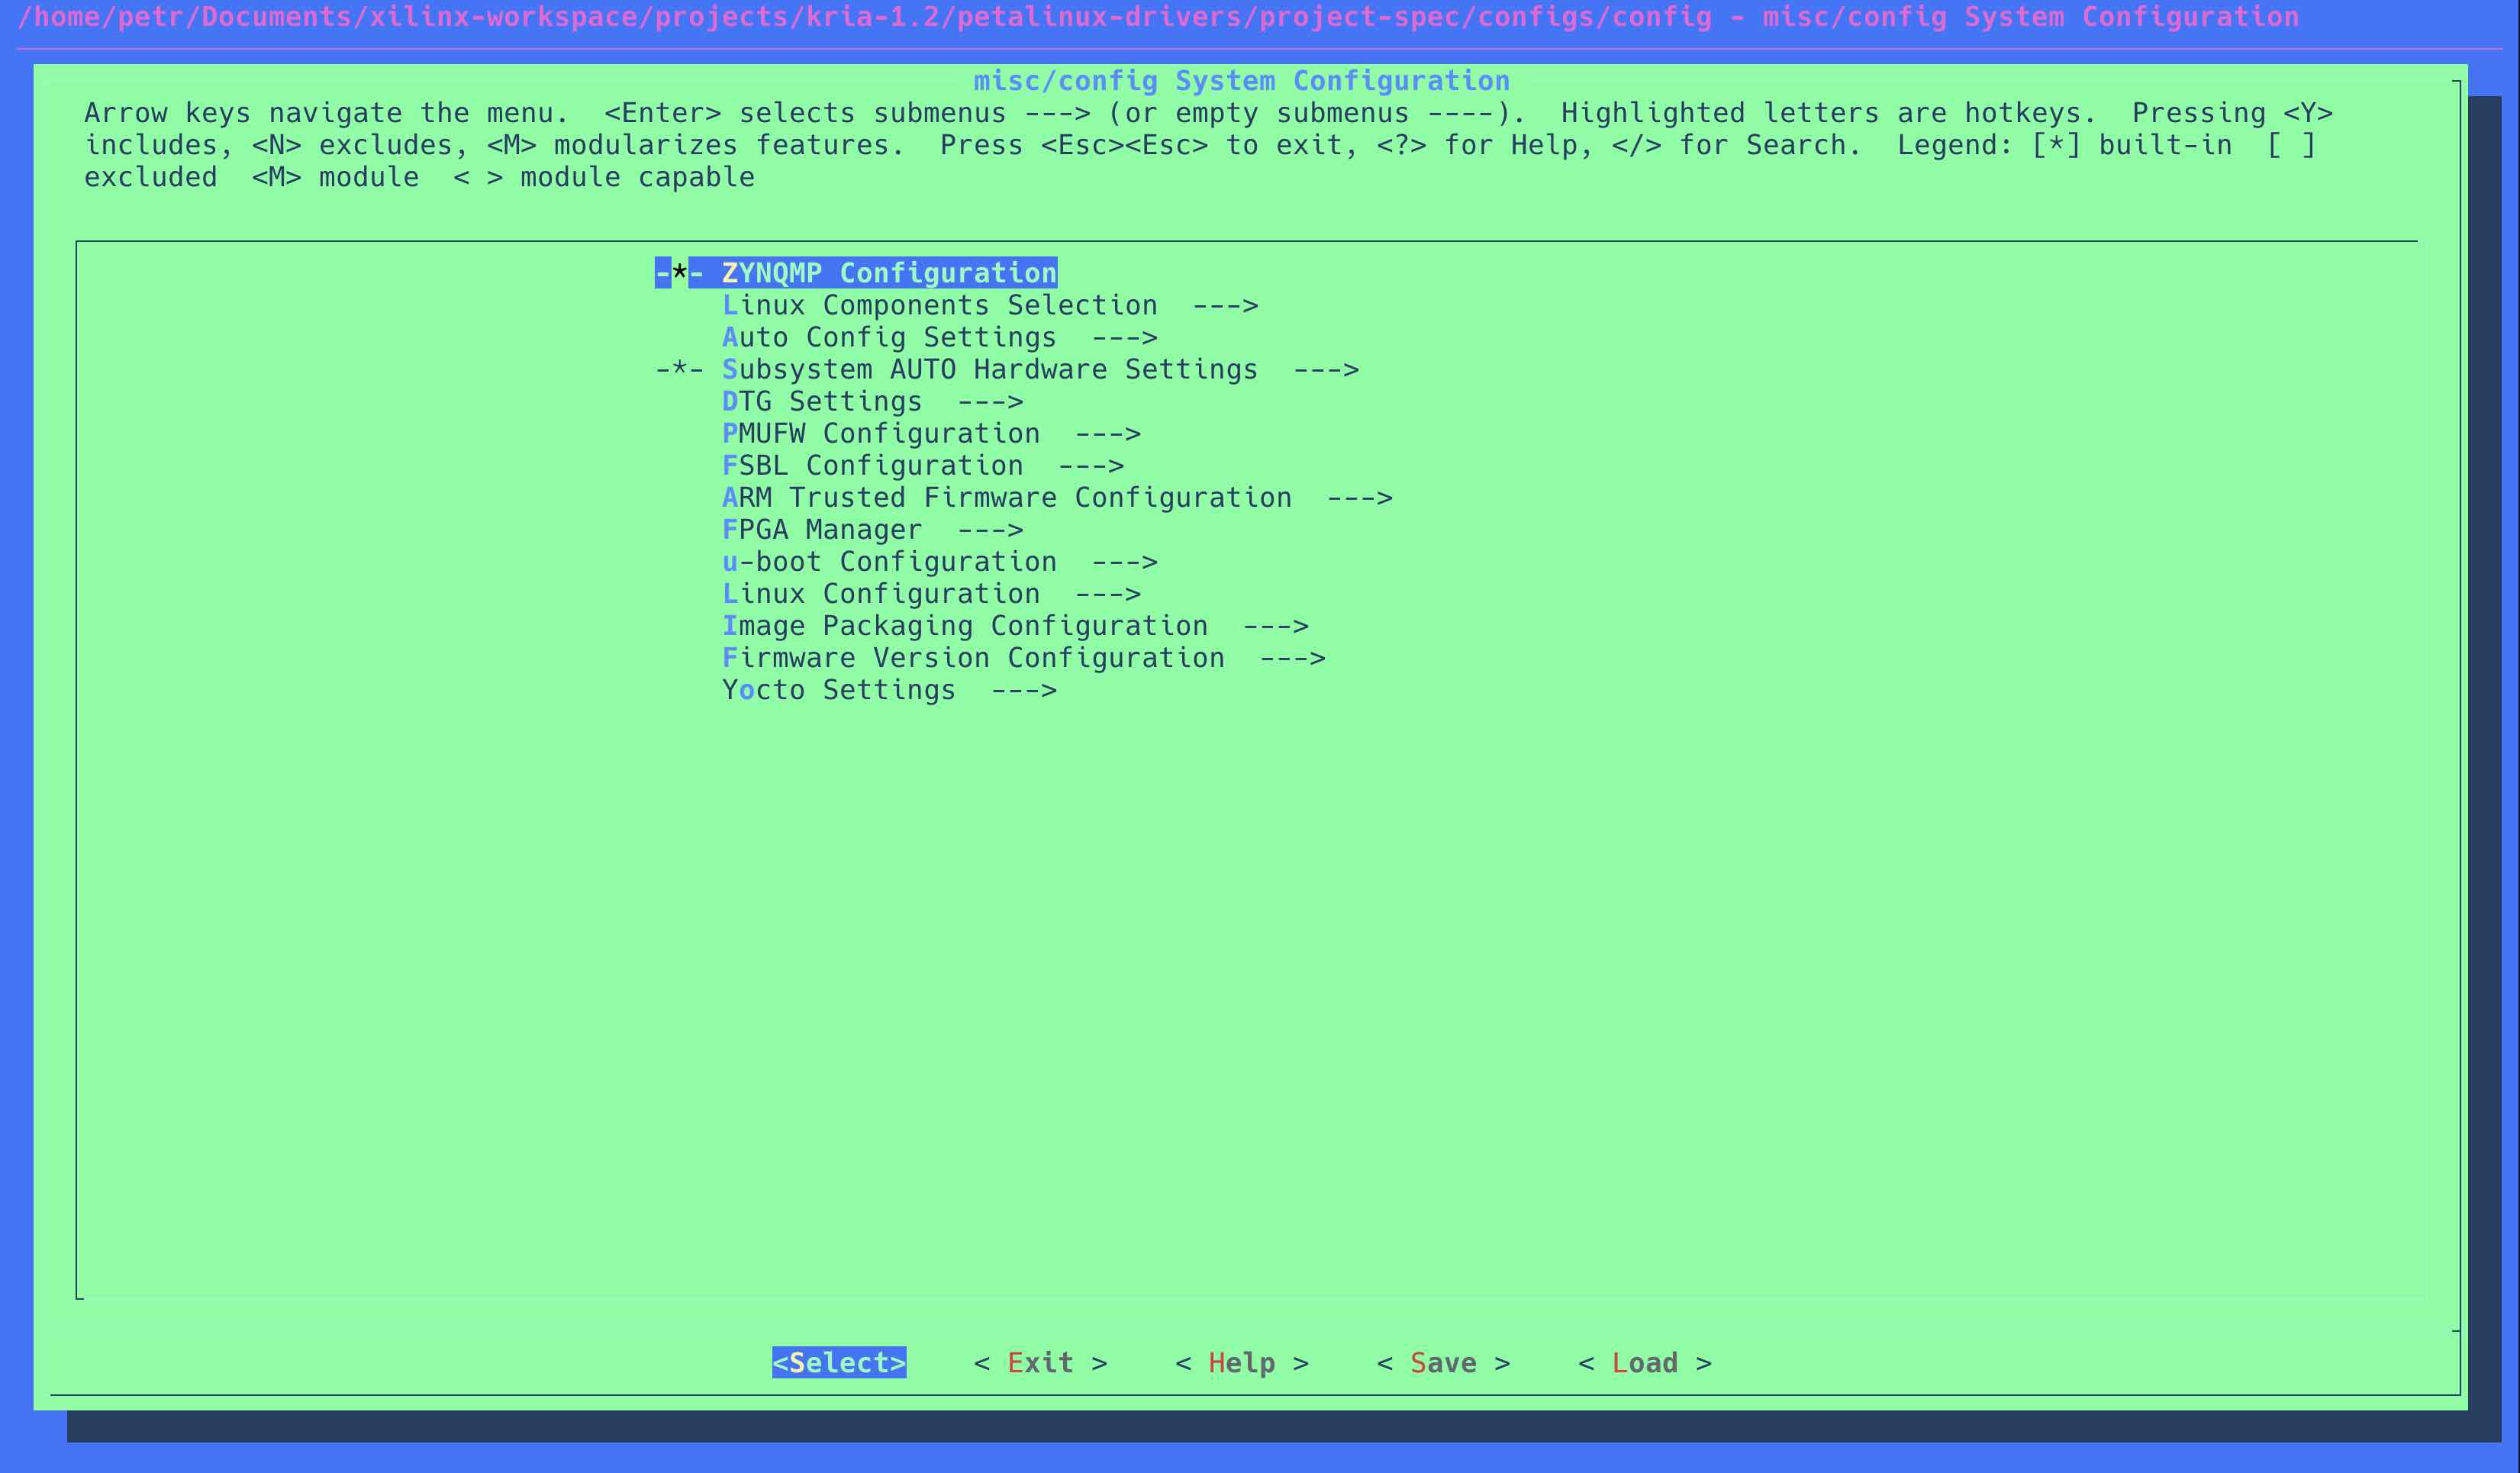 /home/petr/Documents/xilinx-workspace/projects/kria-1.2/petalinux-drivers/project-spec/configs/config - misc/config System Configuration
misc/config System Configuration
Arrow keys navigate the menu.  <Enter> selects submenus ---> (or empty submenus ----).  Highlighted letters are hotkeys.  Pressing <Y>
includes, <N> excludes, <M> modularizes features.  Press <Esc><Esc> to exit, <?> for Help, </> for Search.  Legend: [*] built-in  [ ]
excluded  <M> module  < > module capable
-*- ZYNQMP Configuration
Linux Components Selection  --->
Auto Config Settings  --->
-*- Subsystem AUTO Hardware Settings  --->
DTG Settings  --->
PMUFW Configuration  --->
FSBL Configuration  --->
ARM Trusted Firmware Configuration  --->
FPGA Manager  --->
u-boot Configuration  --->
Linux Configuration  --->
Image Packaging Configuration  --->
Firmware Version Configuration  --->
Yocto Settings  --->
<Select>    < Exit >    < Help >    < Save >    < Load >